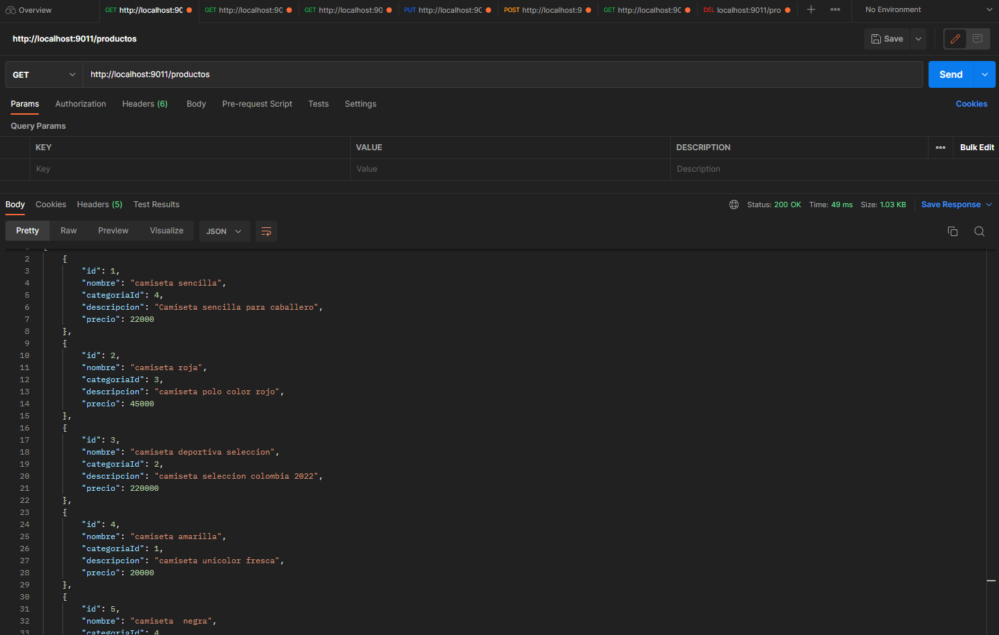 Overview GET http://localhost:90 GET http://localhost:90 GET http://localhost:90 PUT http://localhost:90 POST http://localhost:9 GET http://localhost:90 DEL localhost:9011/pro No Environment
http://localhost:9011/productos Save
GET http://localhost:9011/productos Send
Params Authorization Headers (6) Body Pre-request Script Tests Settings Cookies
Query Params
KEY VALUE DESCRIPTION Bulk Edit
Key Value Description
Body Cookies Headers (5) Test Results Status: 200 OK Time: 49 ms Size: 1.03 KB Save Response
Pretty Raw Preview Visualize JSON
2 {
3 "id": 1,
4 "nombre": "camiseta sencilla",
5 "categoriaId": 4,
6 "descripcion": "Camiseta sencilla para caballero",
7 "precio": 22000
8 },
9 {
10 "id": 2,
11 "nombre": "camiseta roja",
12 "categoriaId": 3,
13 "descripcion": "camiseta polo color rojo",
14 "precio": 45000
15 },
16 {
17 "id": 3,
18 "nombre": "camiseta deportiva seleccion",
19 "categoriaId": 2,
20 "descripcion": "camiseta seleccion colombia 2022",
21 "precio": 220000
22 },
23 {
24 "id": 4,
25 "nombre": "camiseta amarilla",
26 "categoriaId": 1,
27 "descripcion": "camiseta unicolor fresca",
28 "precio": 20000
29 },
30 {
31 "id": 5,
32 "nombre": "camiseta  negra",
33 "categoriaId": 4